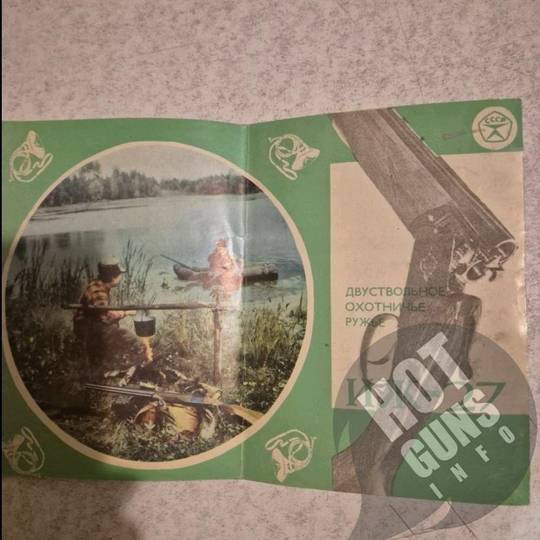 СССР
ДВУСТВОЛЬНОЕ
ОХОТНИЧЬЕ
РУЖЬЕ
HOT
GUNS
INFO